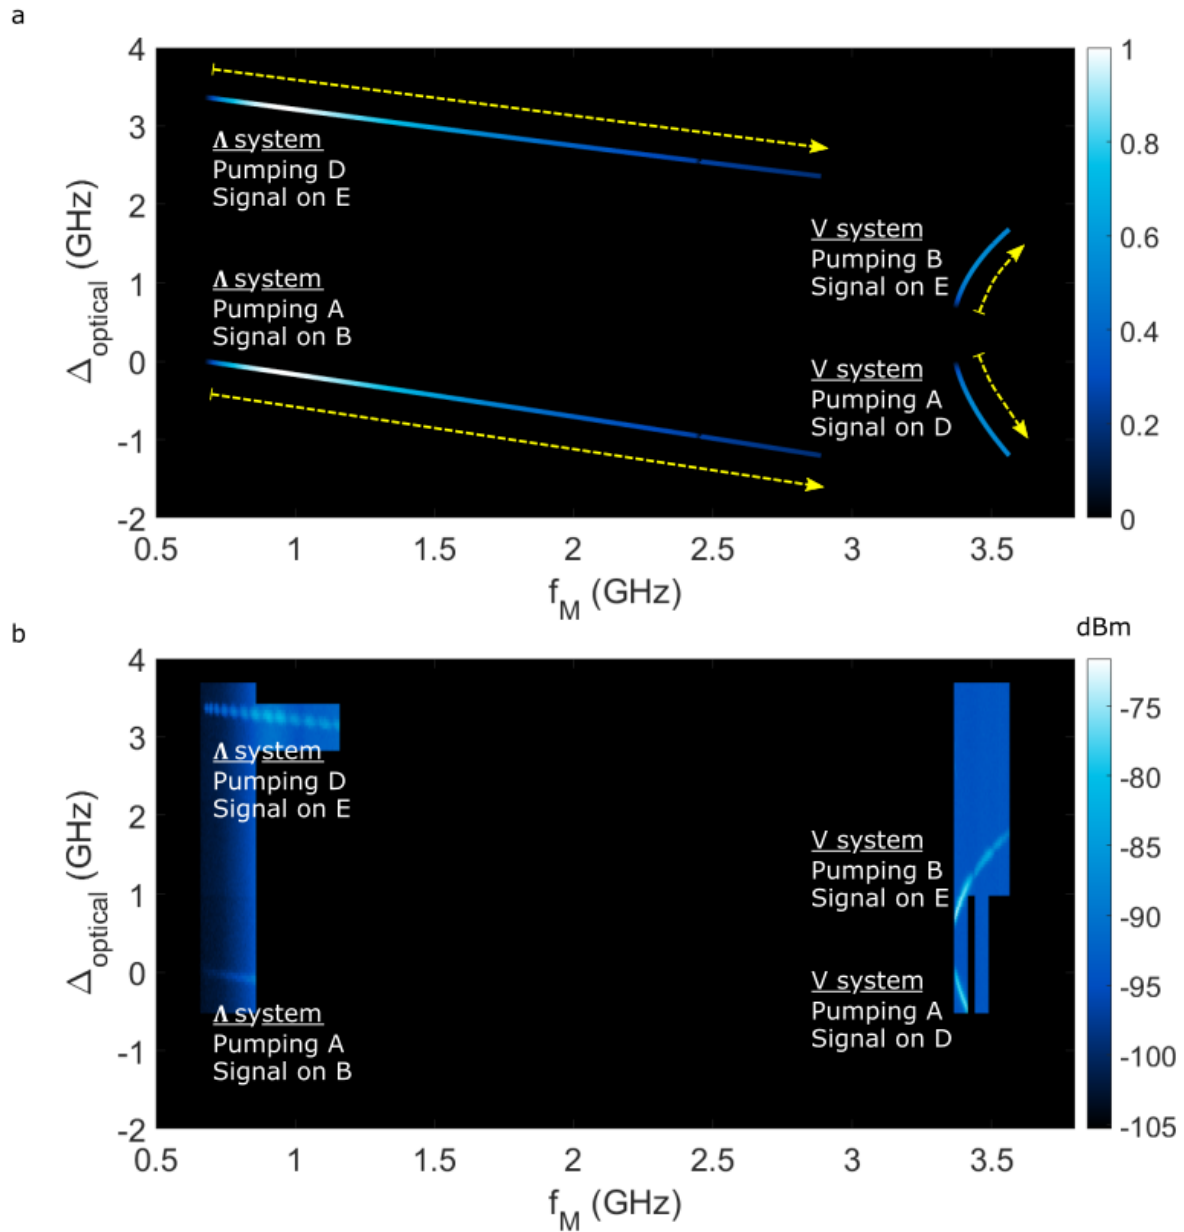 a
4
3
2
1
0
-1
-2
Δoptical (GHz)
Λ system
Pumping D
Signal on E
Λ system
Pumping A
Signal on B
V system
Pumping B
Signal on E
V system
Pumping A
Signal on D
1
0.8
0.6
0.4
0.2
0
0.5 1 1.5 2 2.5 3 3.5
fM (GHz)
b
dBm
4
3
2
1
0
-1
-2
Δoptical (GHz)
Λ system
Pumping D
Signal on E
Λ system
Pumping A
Signal on B
V system
Pumping B
Signal on E
V system
Pumping A
Signal on D
-75
-80
-85
-90
-95
-100
-105
0.5 1 1.5 2 2.5 3 3.5
fM (GHz)